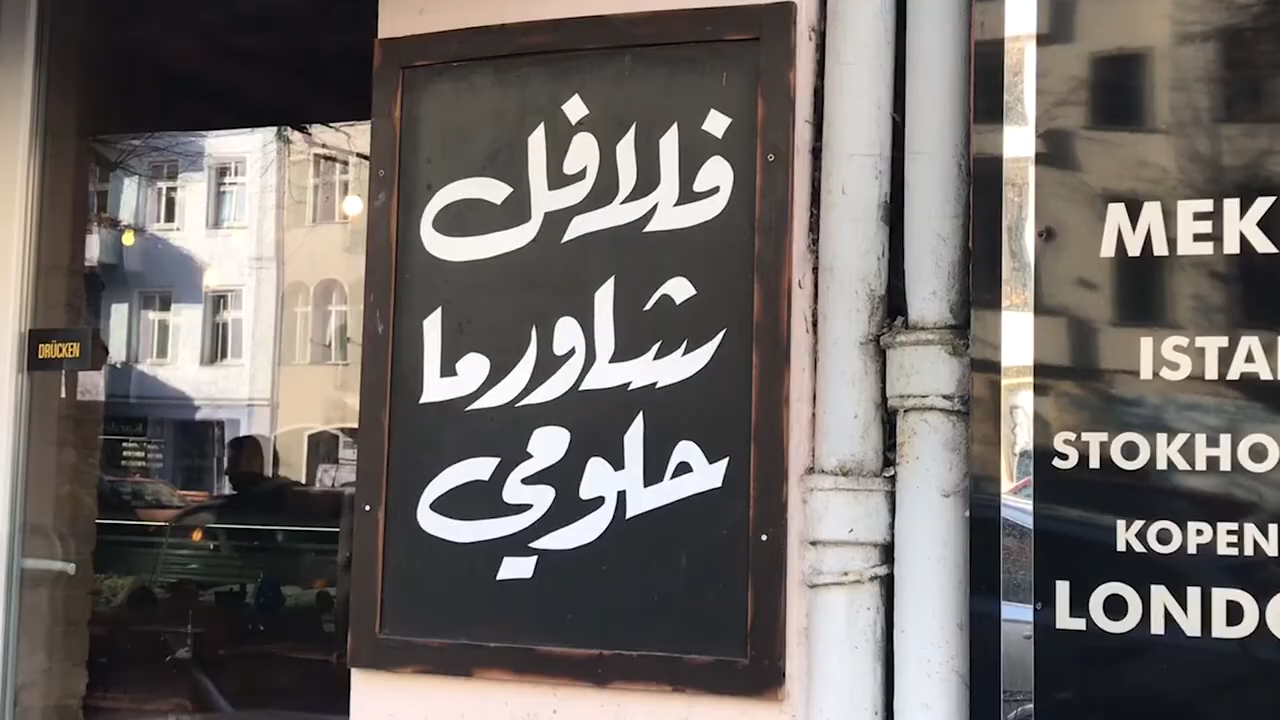 فلافل
شاورما
حلومي
DRÜCKEN
MEK
ISTA
STOKHO
KOPEN
LONDO